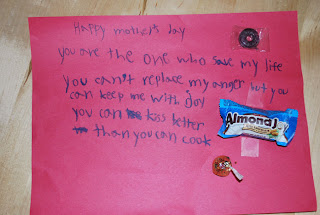 Happy mother's day
you are the one who save my life
you can't replace my anger but you
can keep me with joy
you can kiss better
than you can cook
Almond J